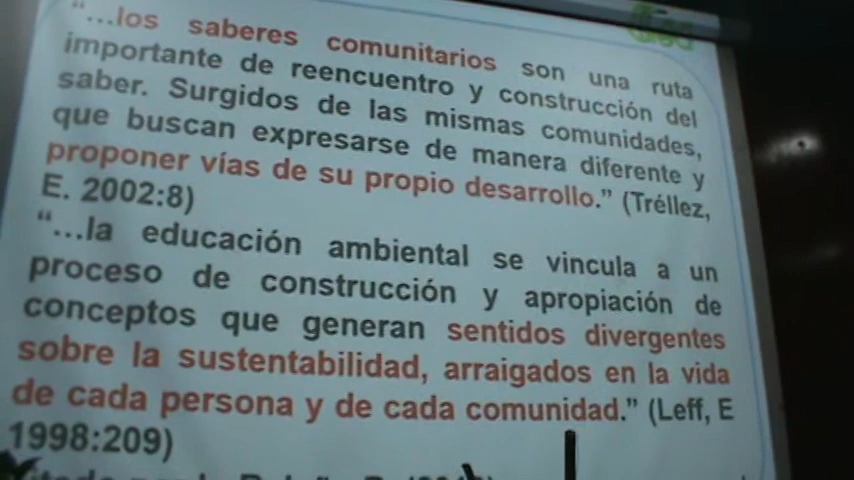 “...los saberes comunitarios son una ruta
importante de reencuentro y construcción del
saber. Surgidos de las mismas comunidades,
que buscan expresarse de manera diferente y
proponer vías de su propio desarrollo.” (Tréllez,
E. 2002:8)
“...la educación ambiental se vincula a un
proceso de construcción y apropiación de
conceptos que generan sentidos divergentes
sobre la sustentabilidad, arraigados en la vida
de cada persona y de cada comunidad.” (Leff, E
1998:209)